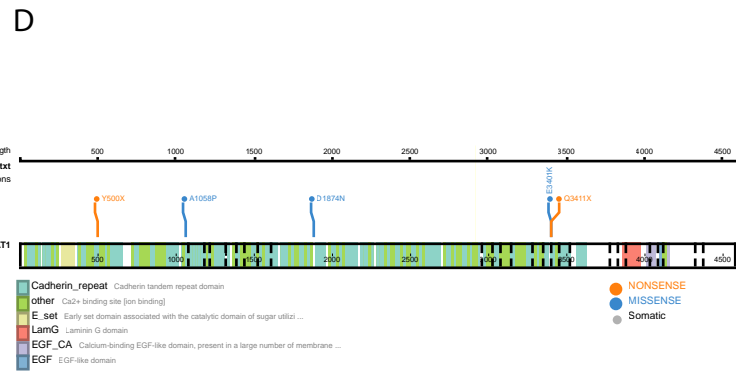 D
gth
500 1000 1500 2000 2500 3000 3500 4000 4500
txt
ons
E3401K
Y500X A1058P D1874N Q3411X
AT1
500 1000 1500 2000 2500 3000 3500 4000 4500
Cadherin_repeat Cadherin tandem repeat domain
other Ca2+ binding site [ion binding]
E_set Early set domain associated with the catalytic domain of sugar utilizi ...
LamG Laminin G domain
EGF_CA Calcium-binding EGF-like domain, present in a large number of membrane ...
EGF EGF-like domain
NONSENSE
MISSENSE
Somatic